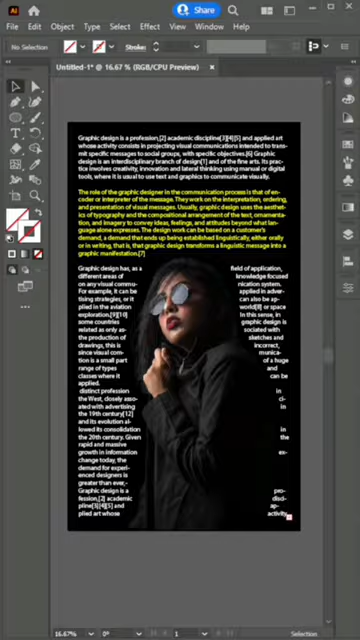 Share
File Edit Object Type Select Effect View Window
No Selection Stroke:
Untitled-1* @ 16.67 % (RGB/CPU Preview)
Graphic design is a profession,[2] academic discipline[3][4][5] and applied art
whose activity consists in projecting visual communications intended to trans-
mit specific messages to social groups, with specific objectives.[6] Graphic
design is an interdisciplinary branch of design[1] and of the fine arts. Its prac-
tice involves creativity, innovation and lateral thinking using manual or digital
tools, where it is usual to use text and graphics to communicate visually.
The role of the graphic designer in the communication process is that of en-
coder or interpreter of the message. They work on the interpretation, ordering,
and presentation of visual messages. Usually, graphic design uses the aesthet-
ics of typography and the compositional arrangement of the text, ornamenta-
tion, and imagery to convey ideas, feelings, and attitudes beyond what lan-
guage alone expresses. The design work can be based on a customer's
demand, a demand that ends up being established linguistically, either orally
or in writing, that is, that graphic design transforms a linguistic message into a
graphic manifestation.[7]
Graphic design has, as a field of application,
different areas of knowledge focused
on any visual commu- nication system.
For example, it can be applied in adver-
tising strategies, or it can also be ap-
plied in the aviation world[8] or space
exploration.[9][10] In this sense, in
some countries graphic design is
related as only as- sociated with
the production of sketches and
drawings, this is incorrect,
since visual com- munica-
tion is a small part of a huge
range of types and
classes where it can be
applied.
distinct profession in
the West, closely asso- ci-
ated with advertising in
the 19th century[12]
and its evolution al-
lowed its consolidation in
the 20th century. Given the
rapid and massive
growth in information ex-
change today, the
demand for experi-
enced designers is
greater than ever,-
Graphic design is a pro-
fession,[2] academic disci-
pline[3][4][5] and ap-
plied art whose activity
16.67% 0° 1 Selection